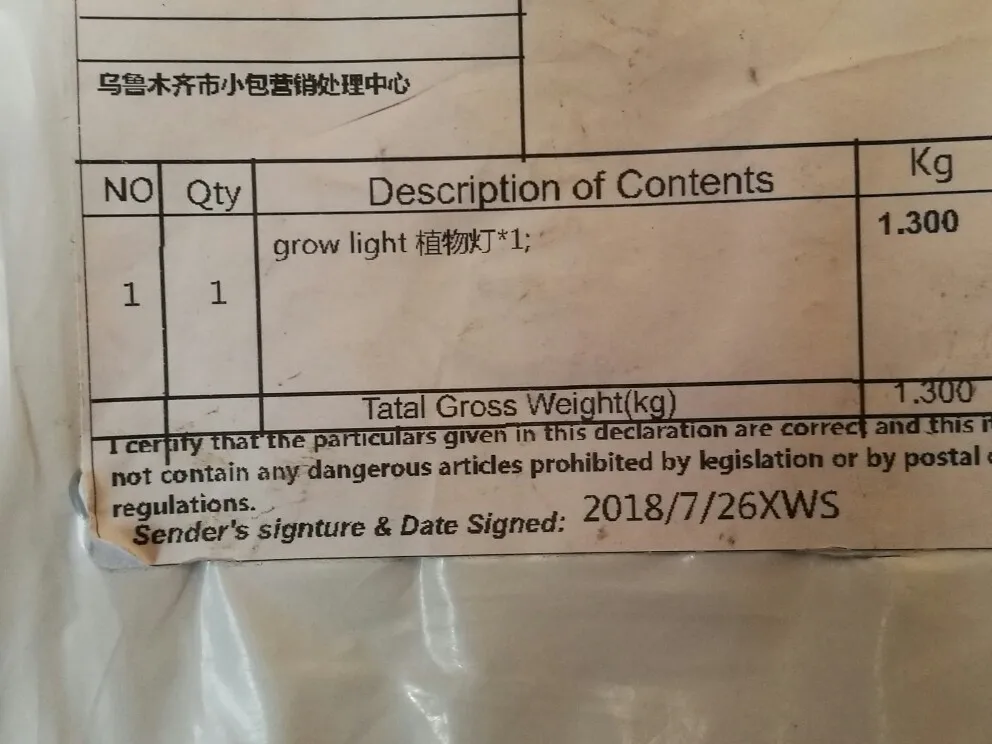 乌鲁木齐市小包营销处理中心
NO Qty Description of Contents Kg
grow light 植物灯*1; 1.300
1 1
Tatal Gross Weight(kg) 1.300
I certify that the particulars given in this declaration are correct and this
not contain any dangerous articles prohibited by legislation or by postal
regulations.
Sender's signture & Date Signed: 2018/7/26XWS